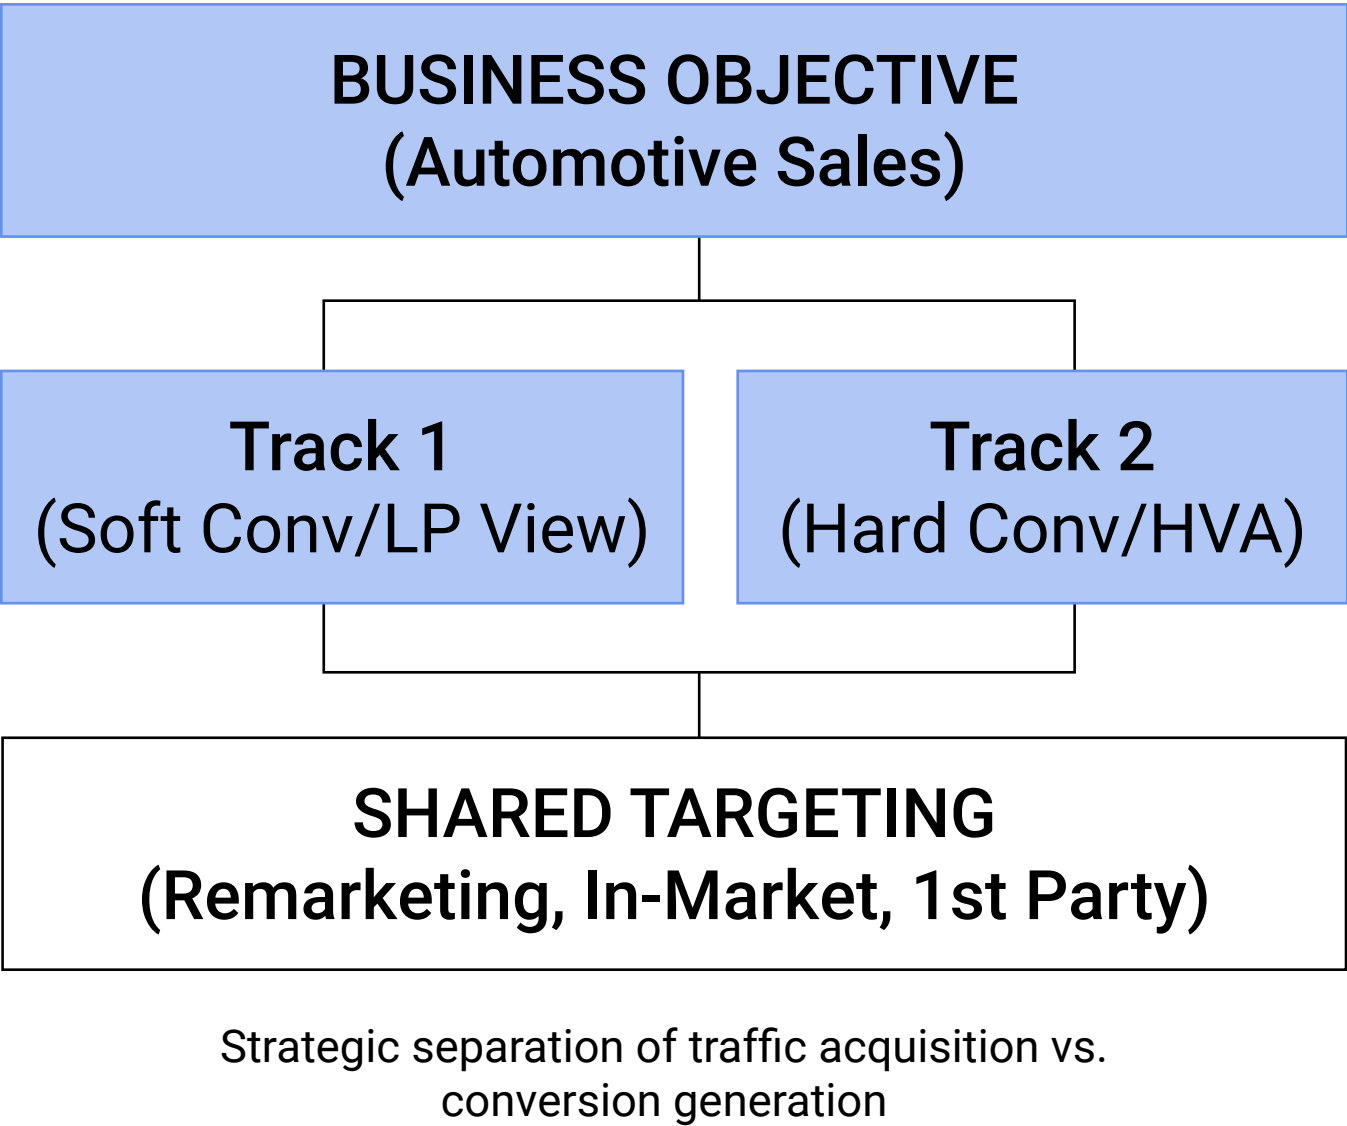 BUSINESS OBJECTIVE
(Automotive Sales)
Track 1
(Soft Conv/LP View)
Track 2
(Hard Conv/HVA)
SHARED TARGETING
(Remarketing, In-Market, 1st Party)
Strategic separation of traffic acquisition vs.
conversion generation